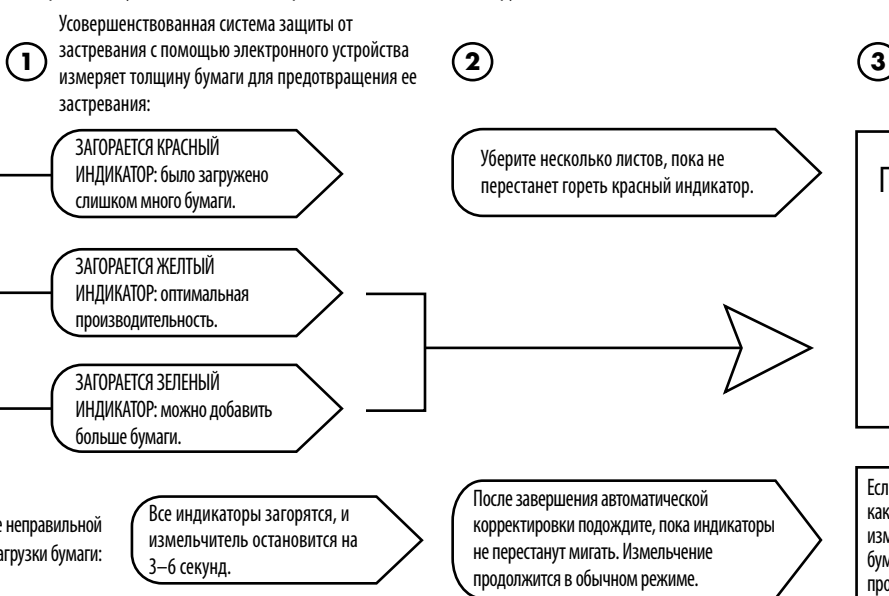 Усовершенствованная система защиты от
1
застревания с помощью электронного устройства
измеряет толщину бумаги для предотвращения ее
застревания:
2
3
ЗАГОРАЕТСЯ КРАСНЫЙ
ИНДИКАТОР: было загружено
слишком много бумаги.
Уберите несколько листов, пока не
перестанет гореть красный индикатор.
ЗАГОРАЕТСЯ ЖЕЛТЫЙ
ИНДИКАТОР: оптимальная
производительность.
ЗАГОРАЕТСЯ ЗЕЛЕНЫЙ
ИНДИКАТОР: можно добавить
больше бумаги.
неправильной
бумаги:
Все индикаторы загорятся, и
измельчитель остановится на
3–6 секунд.
После завершения автоматической
корректировки подождите, пока индикаторы
не перестанут мигать. Измельчение
продолжится в обычном режиме.